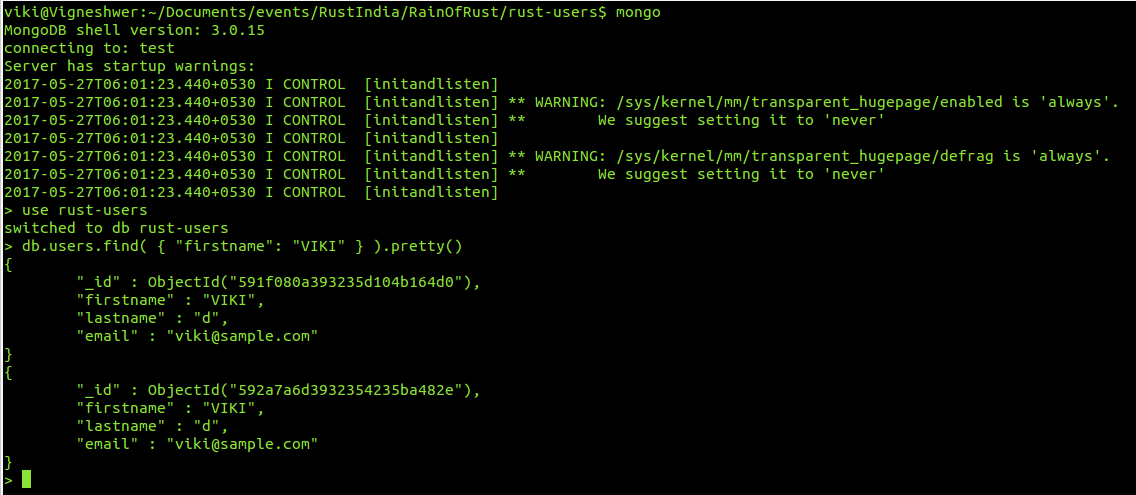 viki@Vigneshwer:~/Documents/events/RustIndia/RainOfRust/rust-users$ mongo
MongoDB shell version: 3.0.15
connecting to: test
Server has startup warnings:
2017-05-27T06:01:23.440+0530 I CONTROL  [initandlisten]
2017-05-27T06:01:23.440+0530 I CONTROL  [initandlisten] ** WARNING: /sys/kernel/mm/transparent_hugepage/enabled is 'always'.
2017-05-27T06:01:23.440+0530 I CONTROL  [initandlisten] **        We suggest setting it to 'never'
2017-05-27T06:01:23.440+0530 I CONTROL  [initandlisten]
2017-05-27T06:01:23.440+0530 I CONTROL  [initandlisten] ** WARNING: /sys/kernel/mm/transparent_hugepage/defrag is 'always'.
2017-05-27T06:01:23.440+0530 I CONTROL  [initandlisten] **        We suggest setting it to 'never'
2017-05-27T06:01:23.440+0530 I CONTROL  [initandlisten]
> use rust-users
switched to db rust-users
> db.users.find( { "firstname": "VIKI" } ).pretty()
{
        "_id" : ObjectId("591f080a393235d104b164d0"),
        "firstname" : "VIKI",
        "lastname" : "d",
        "email" : "viki@sample.com"
}
{
        "_id" : ObjectId("592a7a6d3932354235ba482e"),
        "firstname" : "VIKI",
        "lastname" : "d",
        "email" : "viki@sample.com"
}
>